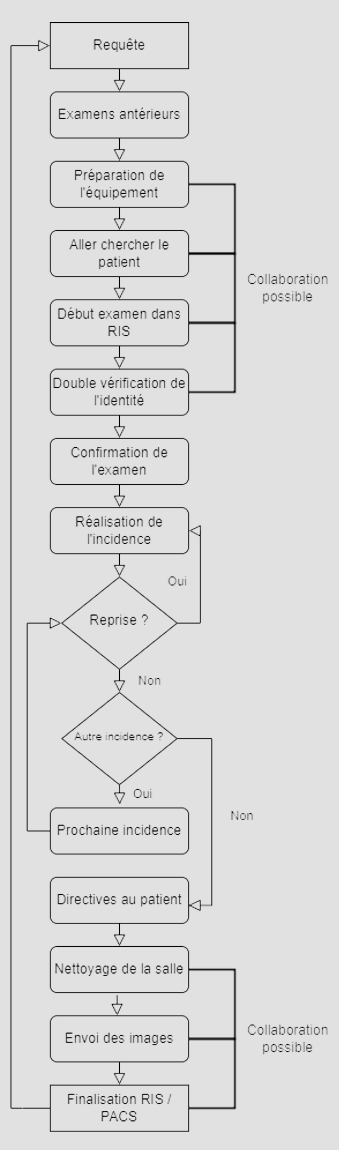 Requête
Examens antérieurs
Préparation de
l'équipement
Aller chercher le
patient
Collaboration
possible
Début examen dans
RIS
Double vérification de
l'identité
Confirmation de
l'examen
Réalisation de
l'incidence
Oui
Reprise ?
Non
Autre incidence ?
Oui
Non
Prochaine incidence
Directives au patient
Nettoyage de la salle
Envoi des images
Collaboration
possible
Finalisation RIS /
PACS